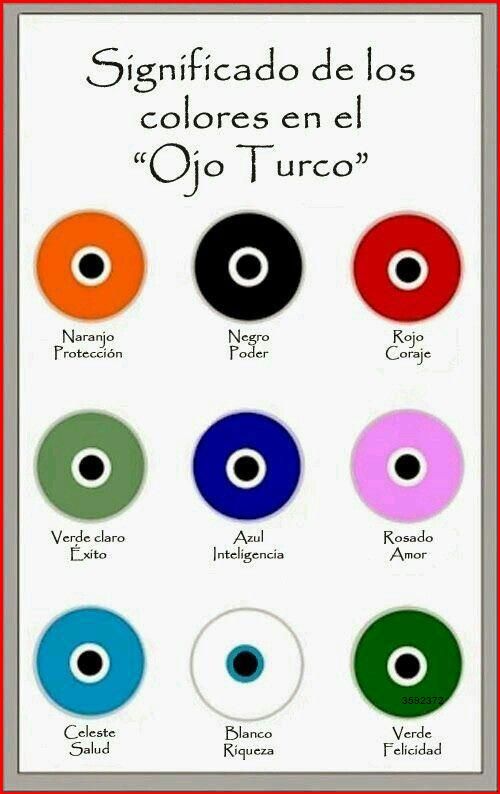 Significado de los
colores en el
“Ojo Turco”
Naranjo
Protección
Negro
Poder
Rojo
Coraje
Verde claro
Éxito
Azul
Inteligencia
Rosado
Amor
Celeste
Salud
Blanco
Riqueza
Verde
Felicidad